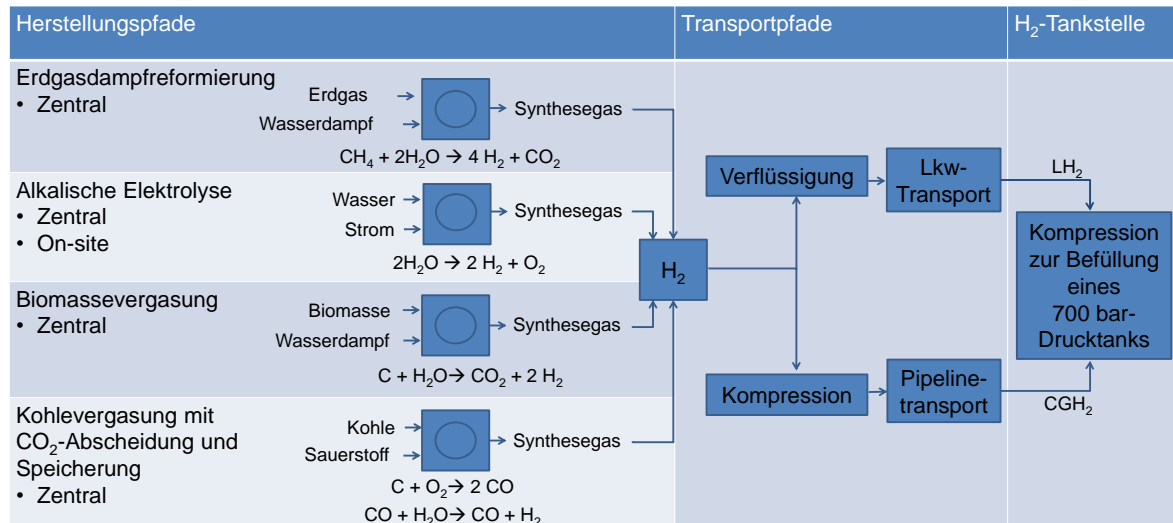 Herstellungspfade
Transportpfade
H₂-Tankstelle
Erdgasdampfreformierung
• Zentral
Erdgas
Wasserdampf
Synthesegas
CH₄ + 2H₂O → 4 H₂ + CO₂
Alkalische Elektrolyse
• Zentral
• On-site
Wasser
Strom
Synthesegas
2H₂O → 2 H₂ + O₂
Biomassevergasung
• Zentral
Biomasse
Wasserdampf
Synthesegas
C + H₂O→ CO₂ + 2 H₂
Kohlevergasung mit
CO₂-Abscheidung und
Speicherung
• Zentral
Kohle
Sauerstoff
Synthesegas
C + O₂→ 2 CO
CO + H₂O→ CO + H₂
H₂
Verflüssigung
Lkw-
Transport
LH₂
Kompression
Pipeline-
transport
CGH₂
Kompression
zur Befüllung
eines
700 bar-
Drucktanks